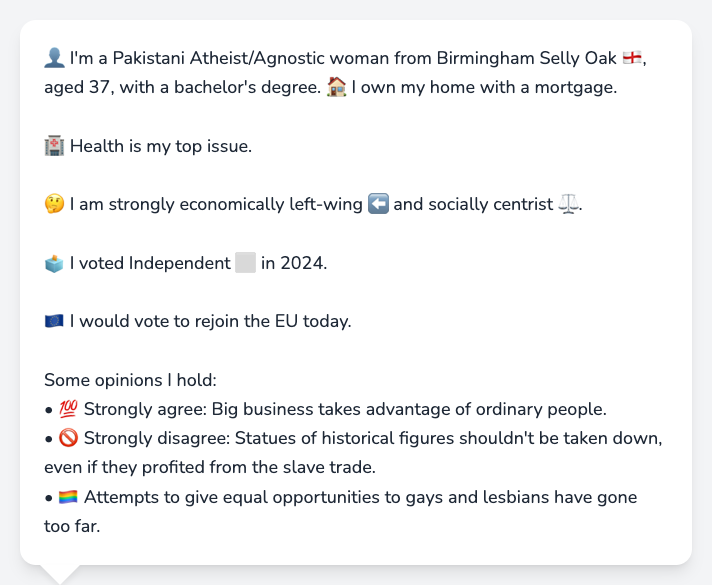 👤 I'm a Pakistani Atheist/Agnostic woman from Birmingham Selly Oak 🏴󠁧󠁢󠁥󠁮󠁧󠁿,
aged 37, with a bachelor's degree. 🏠 I own my home with a mortgage.
🏥 Health is my top issue.
🤔 I am strongly economically left-wing ⬅️ and socially centrist ⚖️.
🗳️ I voted Independent ⬜ in 2024.
🇪🇺 I would vote to rejoin the EU today.
Some opinions I hold:
• 💯 Strongly agree: Big business takes advantage of ordinary people.
• 🚫 Strongly disagree: Statues of historical figures shouldn't be taken down,
even if they profited from the slave trade.
• 🏳️‍🌈 Attempts to give equal opportunities to gays and lesbians have gone
too far.